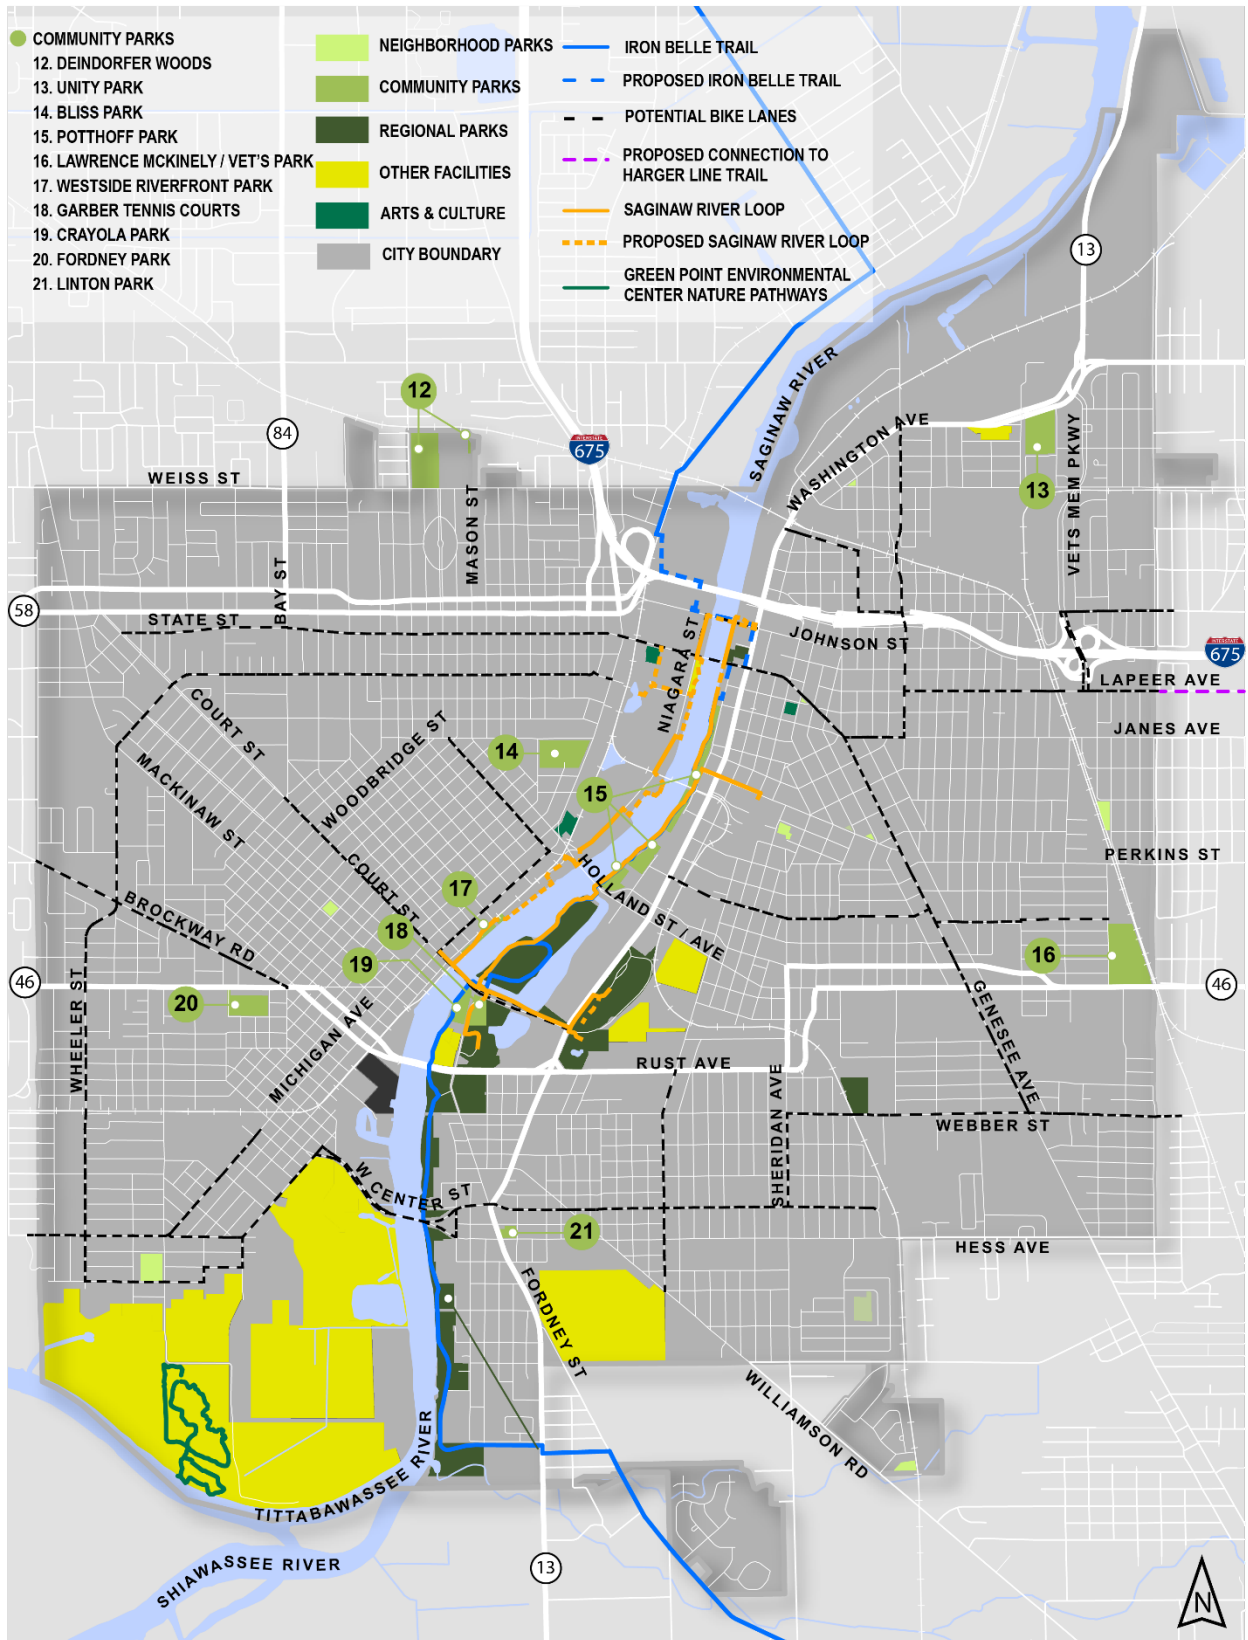 COMMUNITY PARKS
12. DEINDORFER WOODS
13. UNITY PARK
14. BLISS PARK
15. POTTHOFF PARK
16. LAWRENCE MCKINELY / VET'S PARK
17. WESTSIDE RIVERFRONT PARK
18. GARBER TENNIS COURTS
19. CRAYOLA PARK
20. FORDNEY PARK
21. LINTON PARK
NEIGHBORHOOD PARKS
COMMUNITY PARKS
REGIONAL PARKS
OTHER FACILITIES
ARTS & CULTURE
CITY BOUNDARY
IRON BELLE TRAIL
PROPOSED IRON BELLE TRAIL
POTENTIAL BIKE LANES
PROPOSED CONNECTION TO
HARGER LINE TRAIL
SAGINAW RIVER LOOP
PROPOSED SAGINAW RIVER LOOP
GREEN POINT ENVIRONMENTAL
CENTER NATURE PATHWAYS
13
SAGINAW RIVER
12
84
INTERSTATE
675
WASHINGTON AVE
WEISS ST
MASON ST
13
VETS MEM PKWY
BAY ST
58
STATE ST
NIAGARA ST
JOHNSON ST
INTERSTATE
675
LAPEER AVE
COURT ST
JANES AVE
WOODBRIDGE ST
14
MACKINAW ST
15
COURT ST
HOLLAND ST / AVE
PERKINS ST
17
BROCKWAY RD
18
16
19
46
20
46
WHEELER ST
MICHIGAN AVE
GENESEE AVE
RUST AVE
SHERIDAN AVE
WEBBER ST
W CENTER ST
21
HESS AVE
FORDNEY ST
WILLIAMSON RD
TITTABAWASSEE RIVER
SHIAWASSEE RIVER
13
N